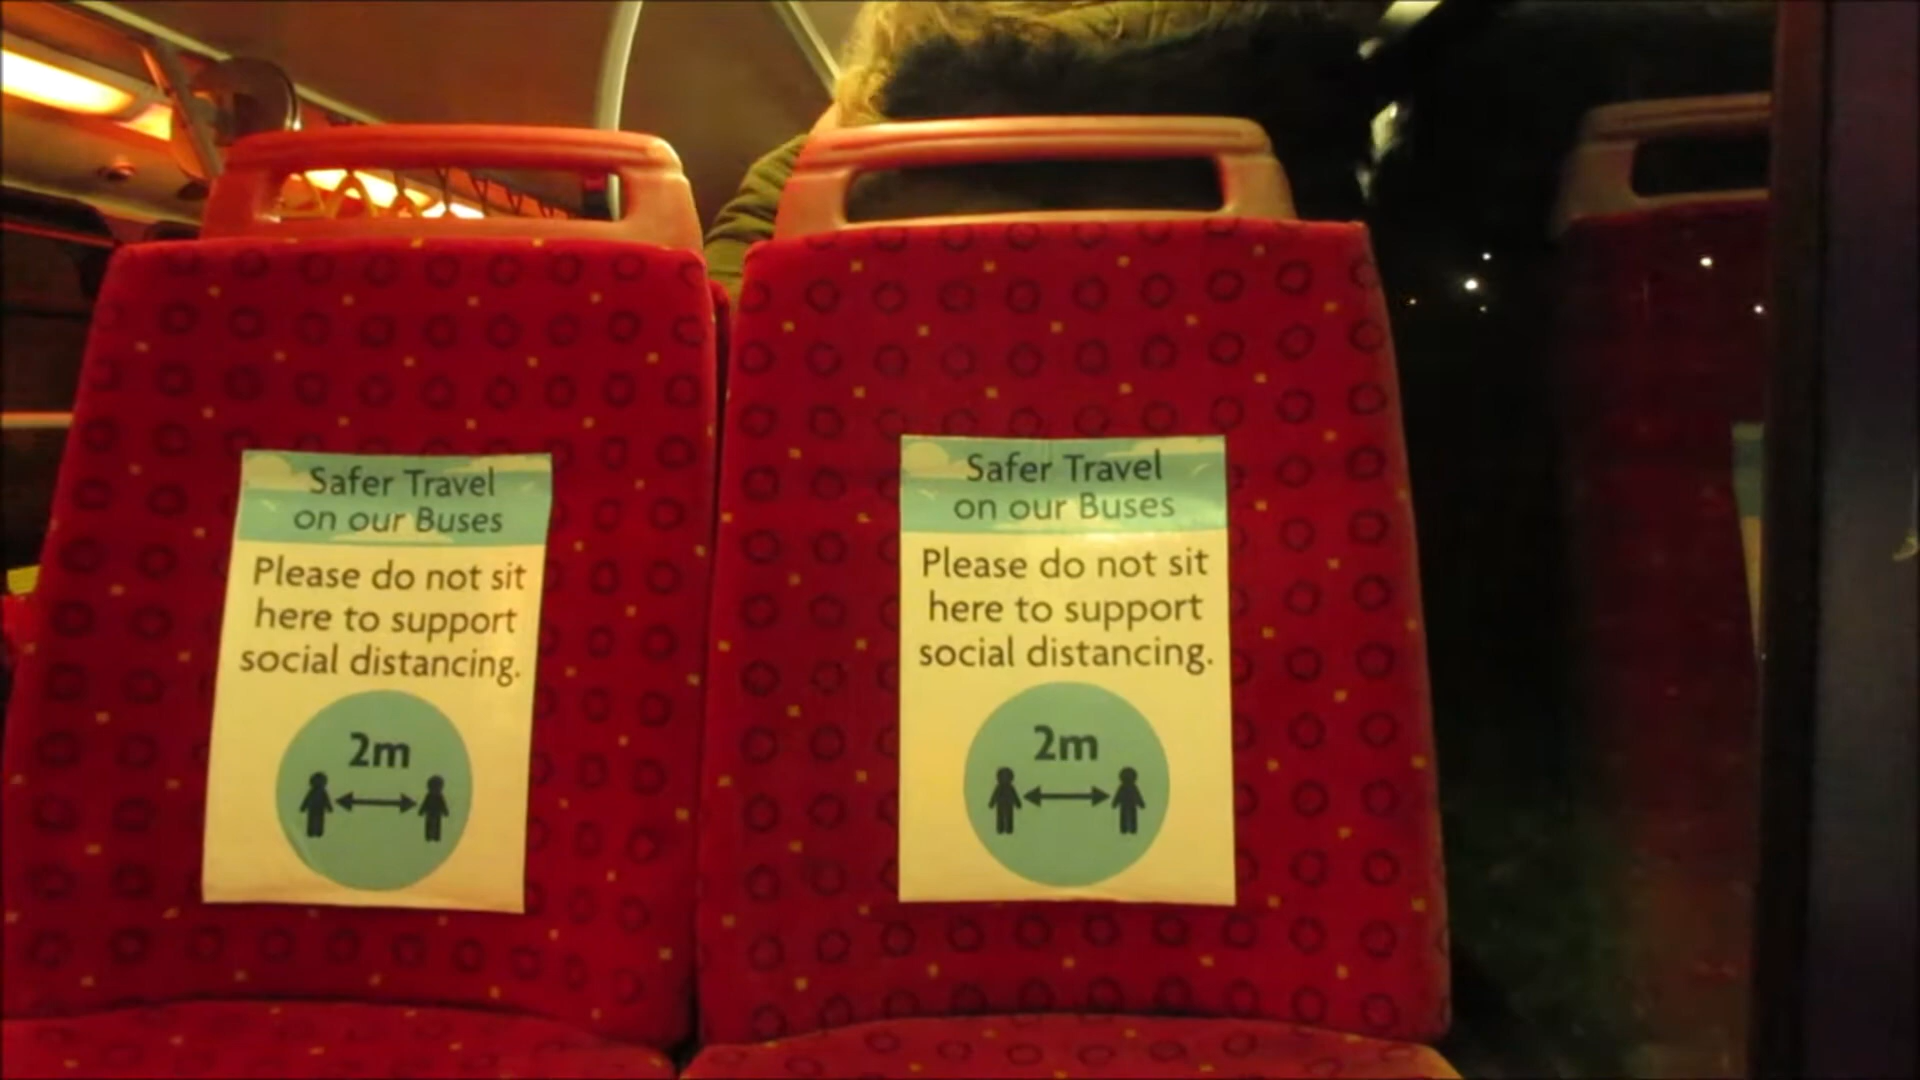 Safer Travel
on our Buses
Please do not sit
here to support
social distancing.
2m
Safer Travel
on our Buses
Please do not sit
here to support
social distancing.
2m